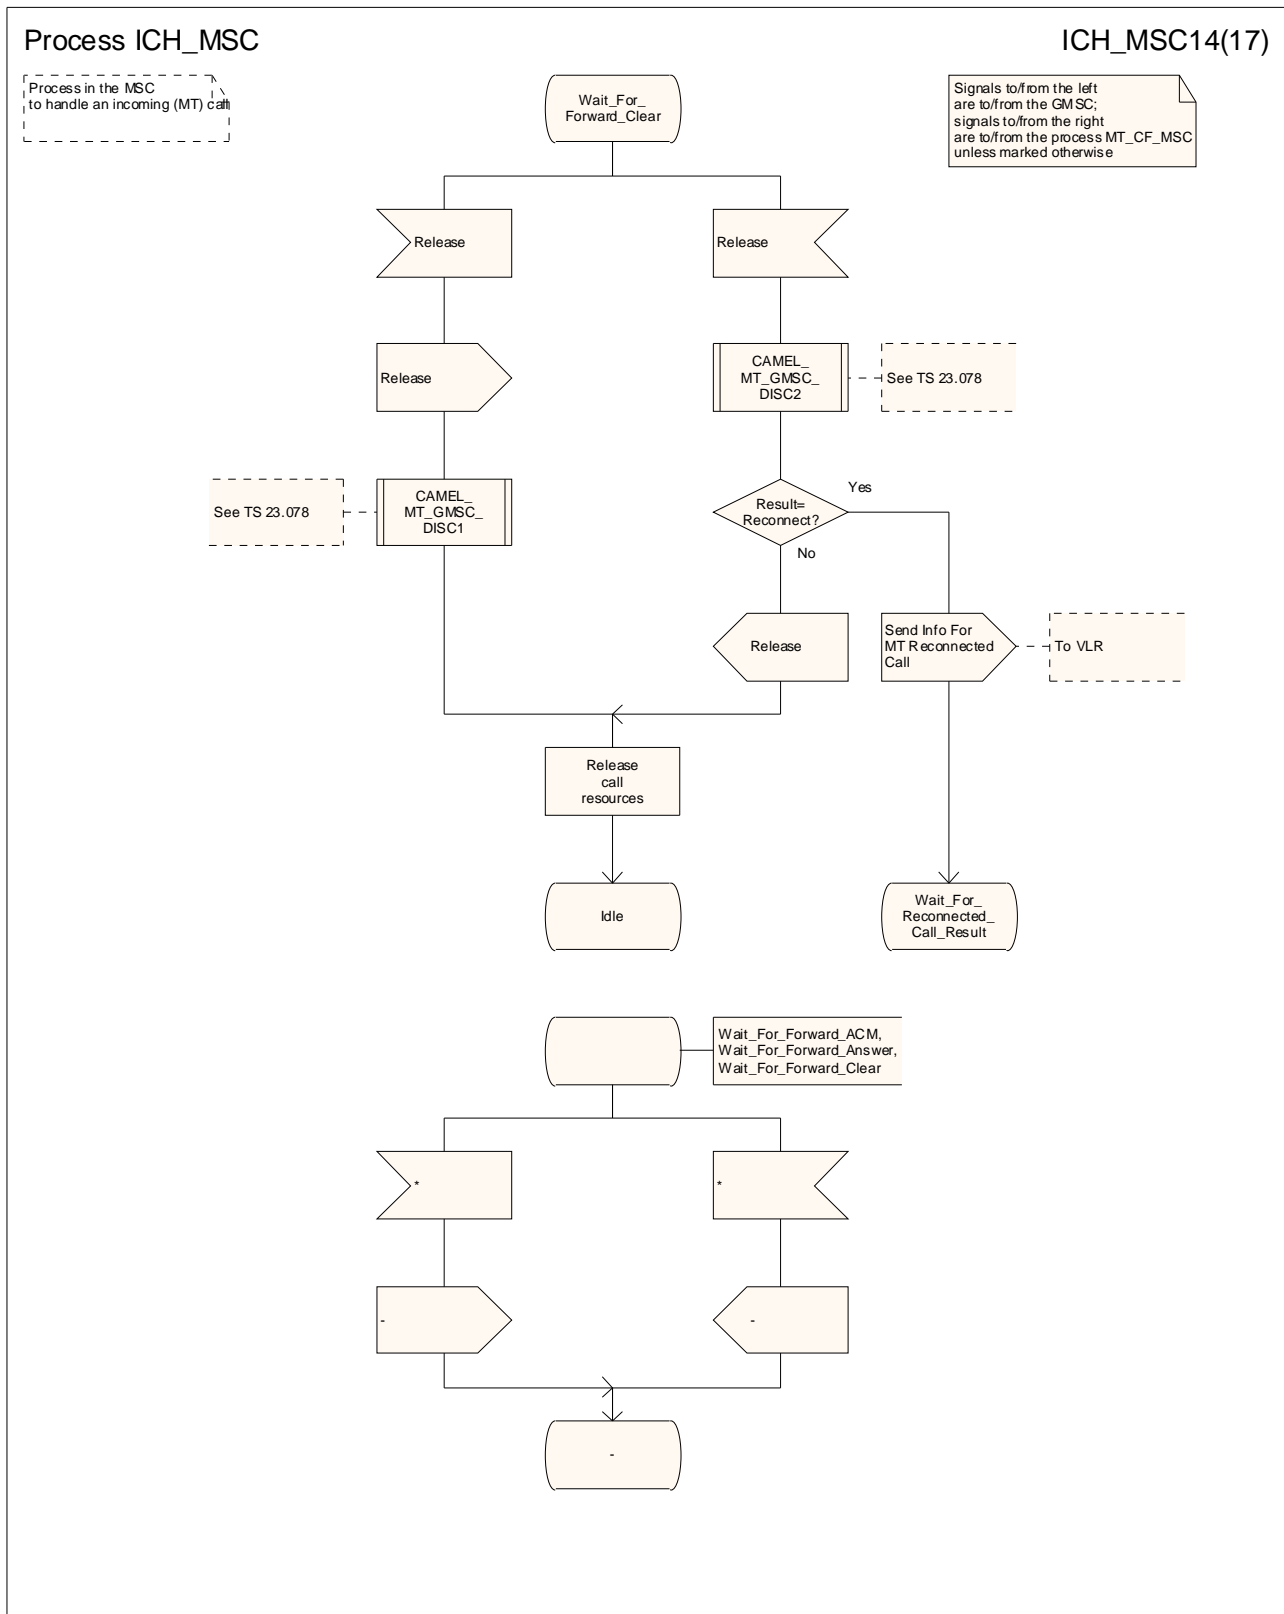 Process ICH_MSC
ICH_MSC14(17)
Process in the MSC
to handle an incoming (MT) call
Signals to/from the left
are to/from the GMSC;
signals to/from the right
are to/from the process MT_CF_MSC
unless marked otherwise
Wait_For_
Forward_Clear
Release
Release
Release
CAMEL_
MT_GMSC_
DISC2
See TS 23.078
See TS 23.078
CAMEL_
MT_GMSC_
DISC1
Result=
Reconnect?
Yes
No
Release
Send Info For
MT Reconnected
Call
To VLR
Release
call
resources
Idle
Wait_For_
Reconnected_
Call_Result
Wait_For_Forward_ACM,
Wait_For_Forward_Answer,
Wait_For_Forward_Clear
*
*
-
-
-